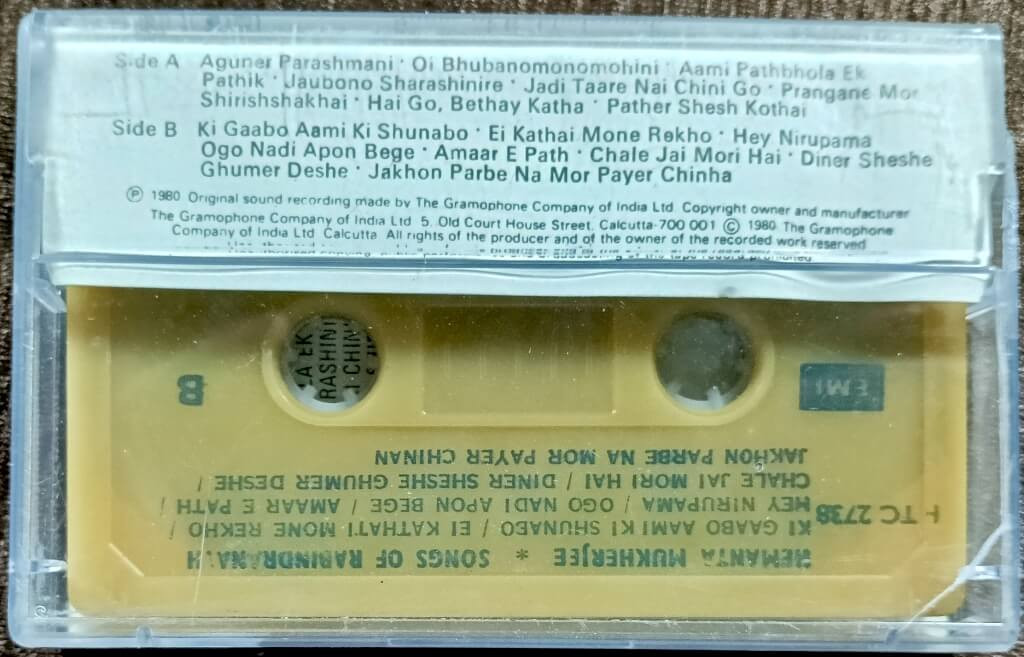 Side A Aguner Parashmani · Oi Bhubanomonomohini · Aami Pathbhola Ek
Pathik · Jaubono Sharashinire · Jadi Taare Nai Chini Go · Prangane Mor
Shirishshakhai · Hai Go, Bethay Katha · Pather Shesh Kothai
Side B Ki Gaabo Aami Ki Shunabo · Ei Kathai Mone Rekho · Hey Nirupama
Ogo Nadi Apon Bege · Amaar E Path · Chale Jai Mori Hai · Diner Sheshe
Ghumer Deshe · Jakhon Parbe Na Mor Payer Chinha
℗ 1980 Original sound recording made by The Gramophone Company of India Ltd. Copyright owner and manufacturer
The Gramophone Company of India Ltd. 5, Old Court House Street, Calcutta-700 001 © 1980 The Gramophone
Company of India Ltd. Calcutta. All rights of the producer and of the owner of the recorded work reserved
HEMANTA MUKHERJEE * SONGS OF RABINDRANATH
KI GAABO AAMI KI SHUNABO / EI KATHATI MONE REKHO /
HEY NIRUPAMA / OGO NADI APON BEGE / AMAAR E PATH /
CHALE JAI MORI HAI / DINER SHESHE GHUMER DESHE /
JAKHON PARBE NA MOR PAYER CHINAN
TC 2738
EMI
B